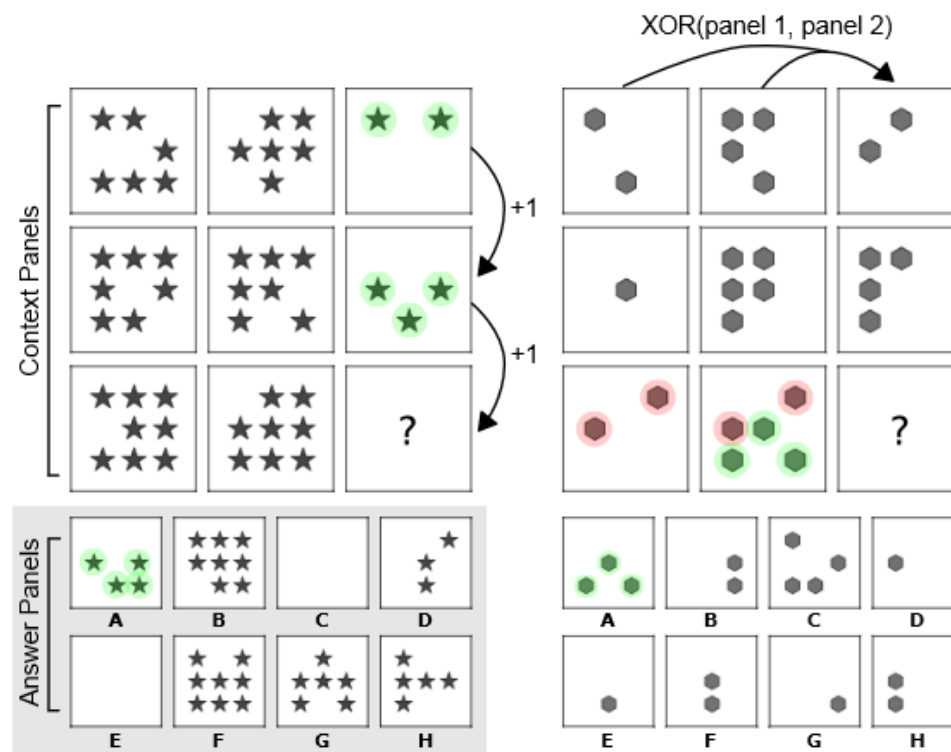 XOR(panel 1, panel 2)
Context Panels
+1
+1
?
?
Answer Panels
A B C D
E F G H
A B C D
E F G H